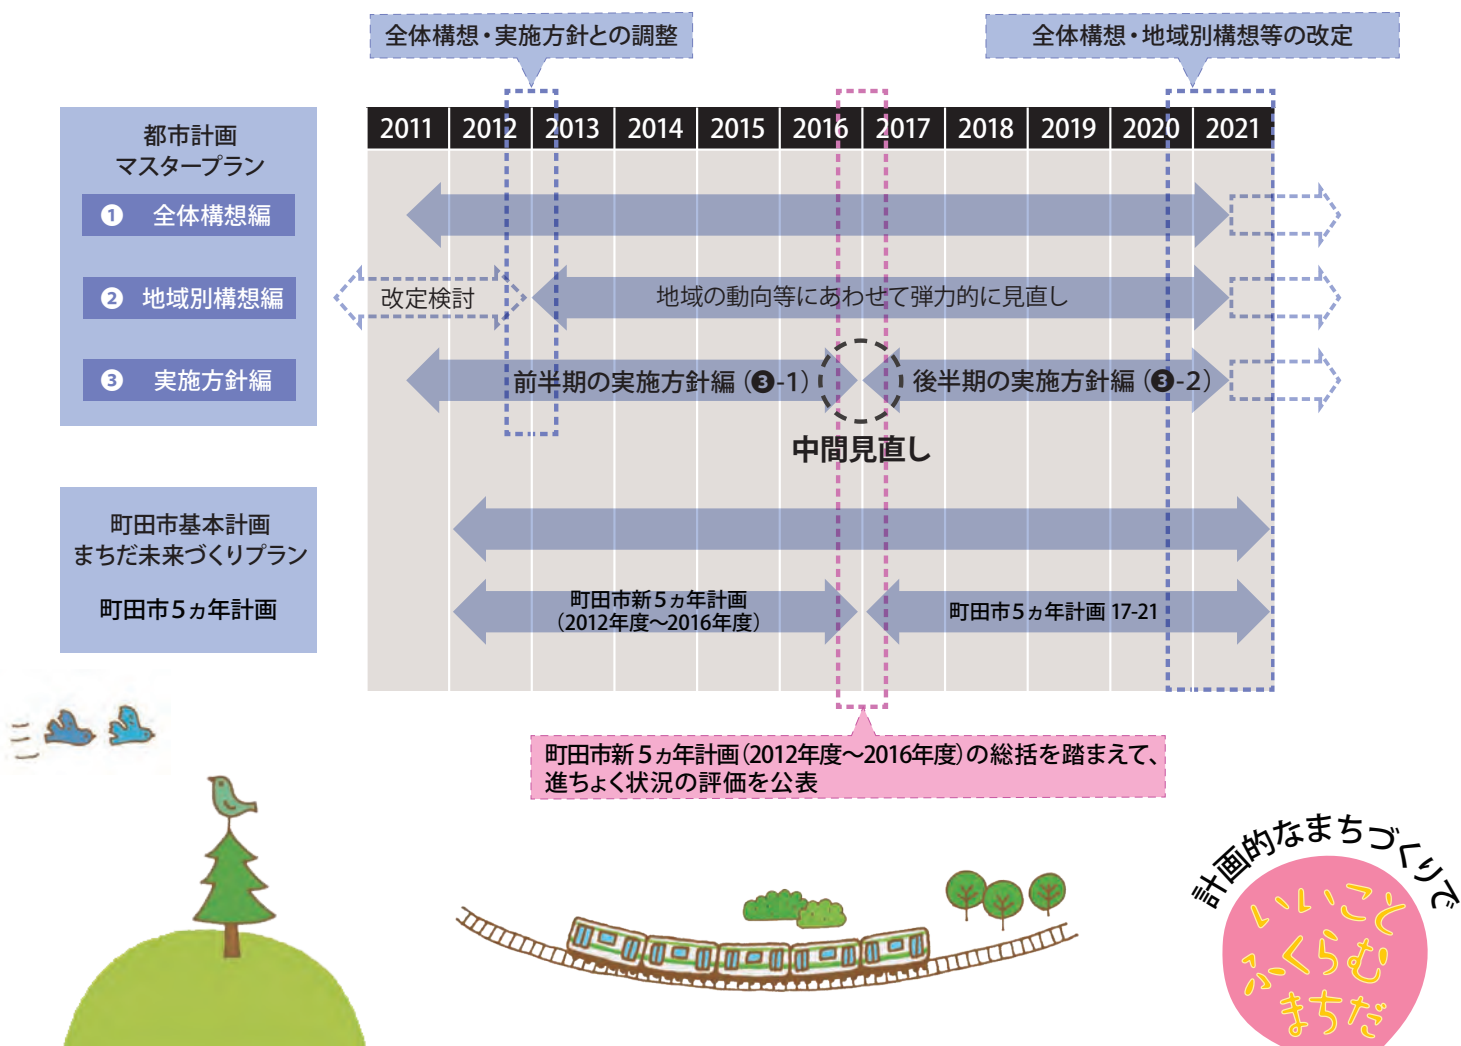 全体構想・実施方針との調整
全体構想・地域別構想等の改定
都市計画
マスタープラン
2011 2012 2013 2014 2015 2016 2017 2018 2019 2020 2021
❶ 全体構想編
❷ 地域別構想編
改定検討
地域の動向等にあわせて弾力的に見直し
❸ 実施方針編
前半期の実施方針編（❸-1）
後半期の実施方針編（❸-2）
中間見直し
町田市基本計画
まちだ未来づくりプラン
町田市５ヵ年計画
町田市新５ヵ年計画
（2012年度～2016年度）
町田市５ヵ年計画 17-21
町田市新５ヵ年計画（2012年度～2016年度）の総括を踏まえて、
進ちょく状況の評価を公表
計画的なまちづくりで
いいこと
ふくらむ
まちだ